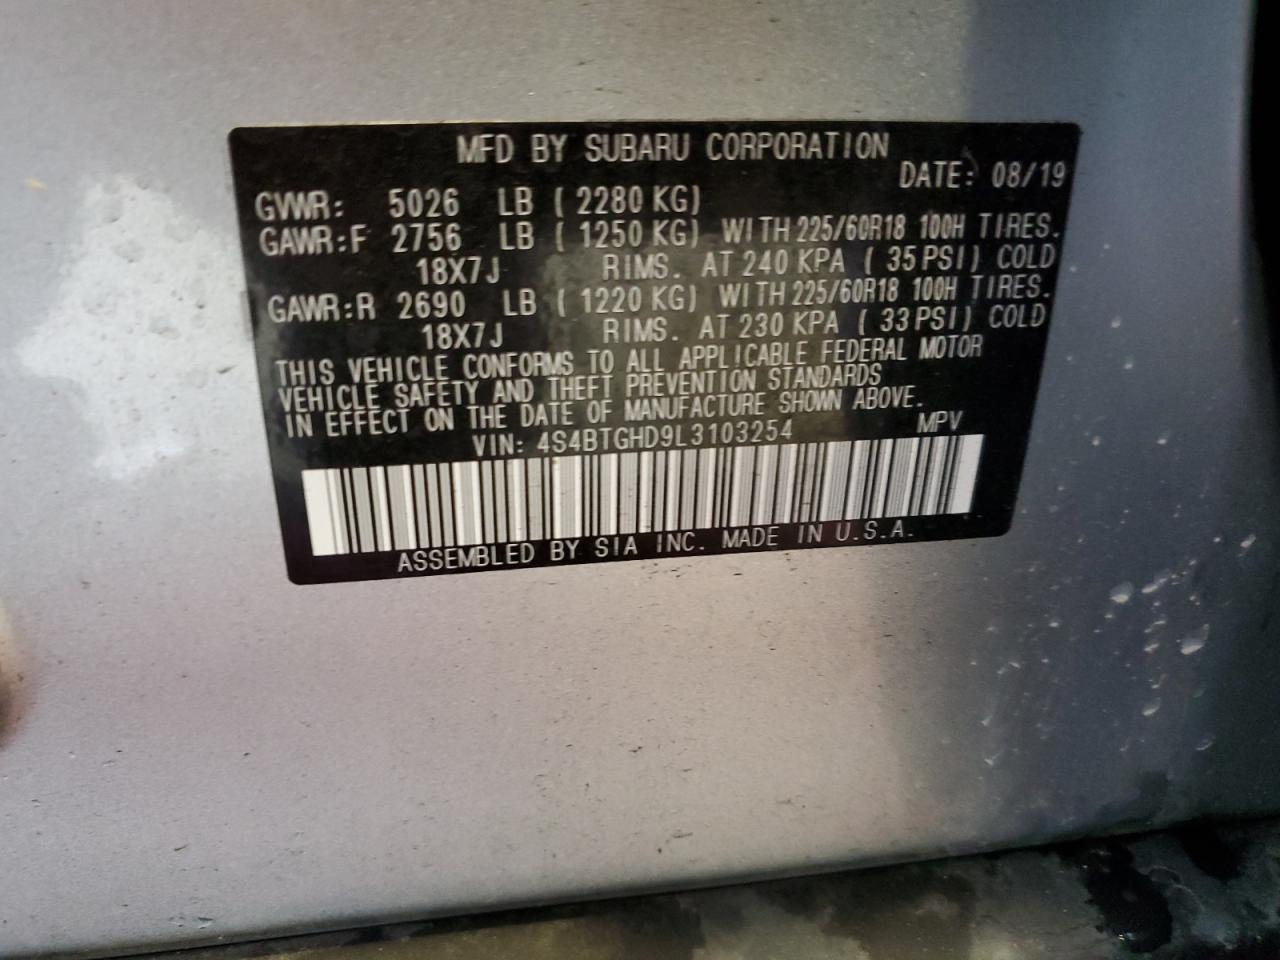 MFD BY SUBARU CORPORATION
DATE: 08/19
GVWR: 5026 LB ( 2280 KG)
GAWR:F 2756 LB ( 1250 KG) WITH 225/60R18 100H TIRES.
18X7J RIMS. AT 240 KPA ( 35 PSI) COLD
GAWR:R 2690 LB ( 1220 KG) WITH 225/60R18 100H TIRES.
18X7J RIMS. AT 230 KPA ( 33 PSI) COLD
THIS VEHICLE CONFORMS TO ALL APPLICABLE FEDERAL MOTOR
VEHICLE SAFETY AND THEFT PREVENTION STANDARDS
IN EFFECT ON THE DATE OF MANUFACTURE SHOWN ABOVE.
VIN: 4S4BTGHD9L3103254 MPV
ASSEMBLED BY SIA INC. MADE IN U.S.A.